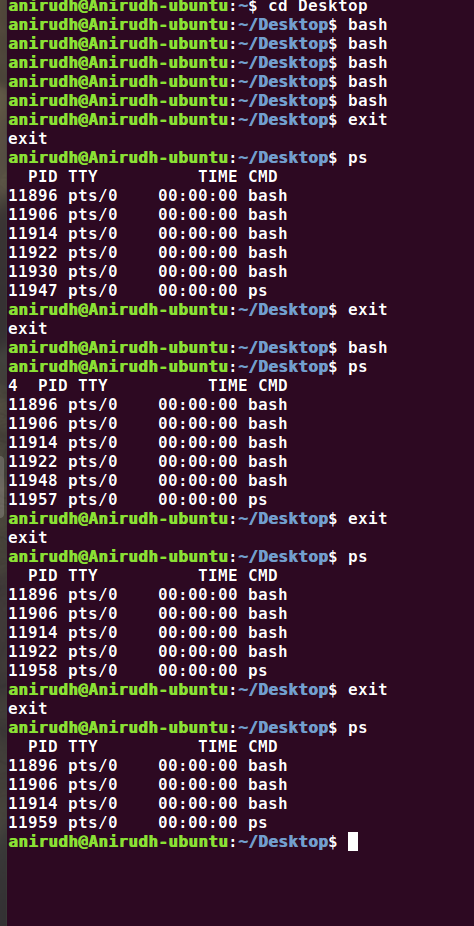 anirudh@Anirudh-ubuntu:~$ cd Desktop
anirudh@Anirudh-ubuntu:~/Desktop$ bash
anirudh@Anirudh-ubuntu:~/Desktop$ bash
anirudh@Anirudh-ubuntu:~/Desktop$ bash
anirudh@Anirudh-ubuntu:~/Desktop$ bash
anirudh@Anirudh-ubuntu:~/Desktop$ bash
anirudh@Anirudh-ubuntu:~/Desktop$ exit
exit
anirudh@Anirudh-ubuntu:~/Desktop$ ps
  PID TTY          TIME CMD
11896 pts/0    00:00:00 bash
11906 pts/0    00:00:00 bash
11914 pts/0    00:00:00 bash
11922 pts/0    00:00:00 bash
11930 pts/0    00:00:00 bash
11947 pts/0    00:00:00 ps
anirudh@Anirudh-ubuntu:~/Desktop$ exit
exit
anirudh@Anirudh-ubuntu:~/Desktop$ bash
anirudh@Anirudh-ubuntu:~/Desktop$ ps
4  PID TTY          TIME CMD
11896 pts/0    00:00:00 bash
11906 pts/0    00:00:00 bash
11914 pts/0    00:00:00 bash
11922 pts/0    00:00:00 bash
11948 pts/0    00:00:00 bash
11957 pts/0    00:00:00 ps
anirudh@Anirudh-ubuntu:~/Desktop$ exit
exit
anirudh@Anirudh-ubuntu:~/Desktop$ ps
  PID TTY          TIME CMD
11896 pts/0    00:00:00 bash
11906 pts/0    00:00:00 bash
11914 pts/0    00:00:00 bash
11922 pts/0    00:00:00 bash
11958 pts/0    00:00:00 ps
anirudh@Anirudh-ubuntu:~/Desktop$ exit
exit
anirudh@Anirudh-ubuntu:~/Desktop$ ps
  PID TTY          TIME CMD
11896 pts/0    00:00:00 bash
11906 pts/0    00:00:00 bash
11914 pts/0    00:00:00 bash
11959 pts/0    00:00:00 ps
anirudh@Anirudh-ubuntu:~/Desktop$